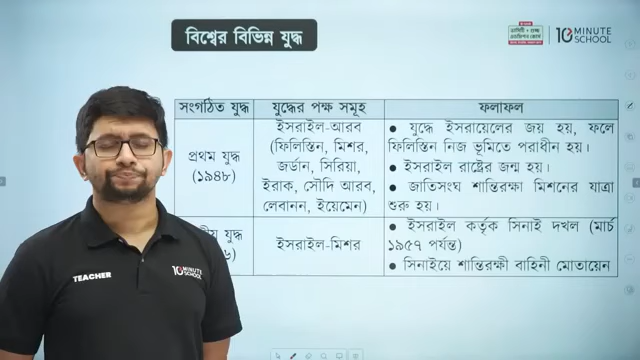 বিশ্বের বিভিন্ন যুদ্ধ
10 MINUTE
SCHOOL
সংগঠিত যুদ্ধ
যুদ্ধের পক্ষ সমূহ
ফলাফল
প্রথম যুদ্ধ
(১৯৪৮)
ইসরাইল-আরব
(ফিলিস্তিন, মিশর,
জর্ডান, সিরিয়া,
ইরাক, সৌদি আরব,
লেবানন, ইয়েমেন)
● যুদ্ধে ইসরায়েলের জয় হয়, ফলে
ফিলিস্তিন নিজ ভূমিতে পরাধীন হয়।
● ইসরাইল রাষ্ট্রের জন্ম হয়।
● জাতিসংঘ শান্তিরক্ষা মিশনের যাত্রা
শুরু হয়।
যুদ্ধ
ইসরাইল-মিশর
● ইসরাইল কর্তৃক সিনাই দখল (মার্চ
১৯৫৭ পর্যন্ত)
● সিনাইয়ে শান্তিরক্ষী বাহিনী মোতায়েন
TEACHER
10 MINUTE
SCHOOL